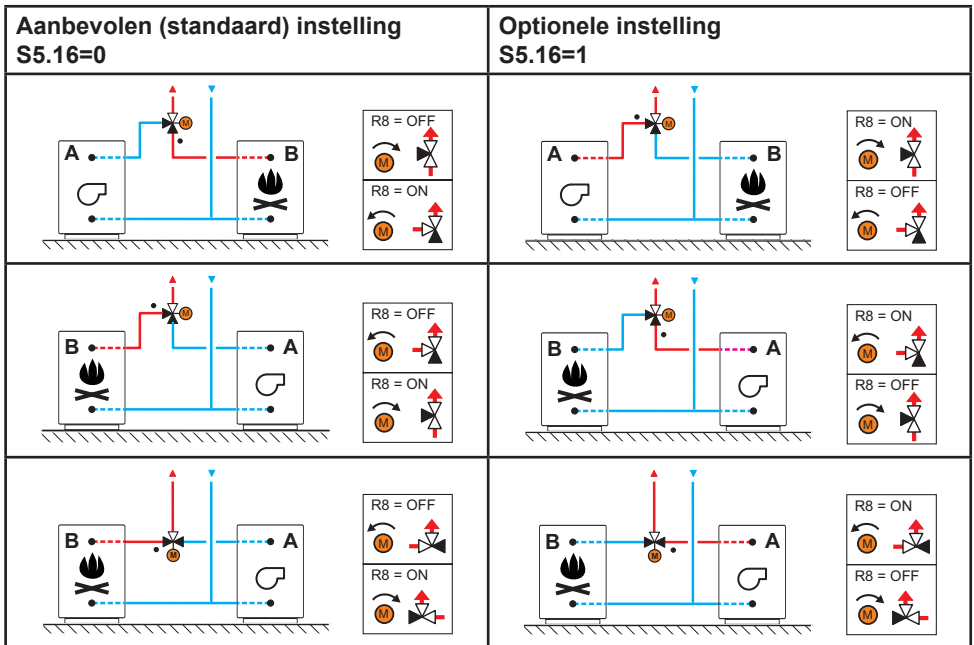 Aanbevolen (standaard) instelling
S5.16=0
Optionele instelling
S5.16=1
M
A
B
R8 = OFF
M
R8 = ON
M
M
A
B
R8 = ON
M
R8 = OFF
M
M
B
A
R8 = OFF
M
R8 = ON
M
M
B
A
R8 = ON
M
R8 = OFF
M
B
A
M
R8 = OFF
M
R8 = ON
M
B
A
M
R8 = ON
M
R8 = OFF
M